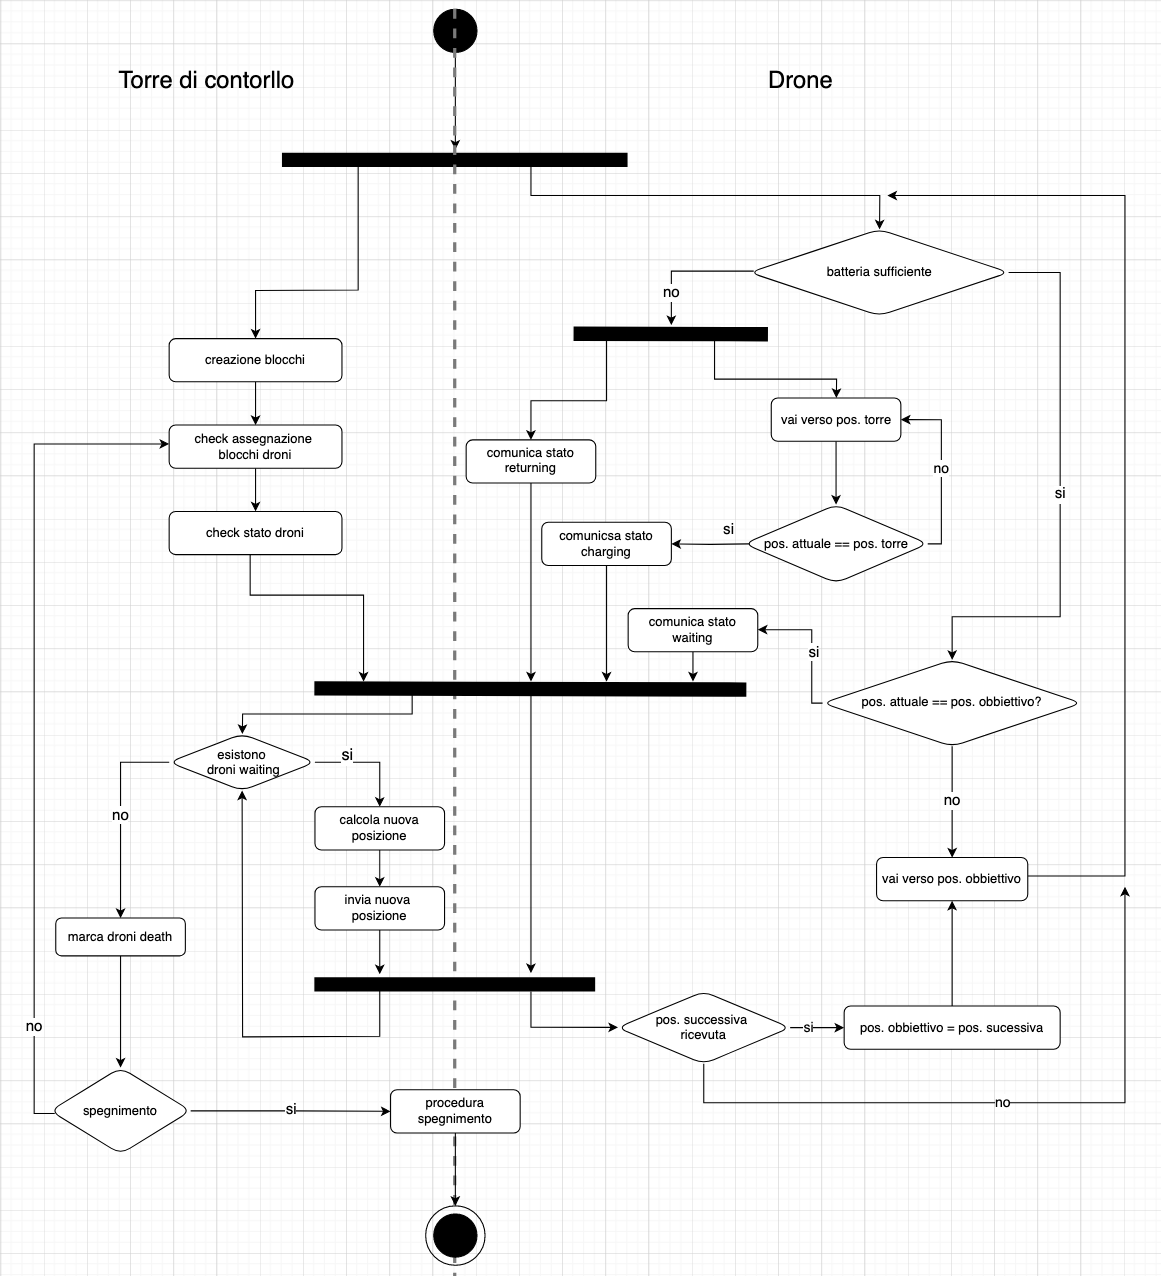 Torre di contorllo
Drone
batteria sufficiente
no
si
creazione blocchi
check assegnazione
blocchi droni
check stato droni
vai verso pos. torre
no
comunica stato
returning
comunicsa stato
charging
si
pos. attuale == pos. torre
comunica stato
waiting
si
pos. attuale == pos. obbiettivo?
esistono
droni waiting
si
no
no
calcola nuova
posizione
vai verso pos. obbiettivo
invia nuova
posizione
marca droni death
no
pos. successiva
ricevuta
si
pos. obbiettivo = pos. sucessiva
no
spegnimento
si
procedura
spegnimento